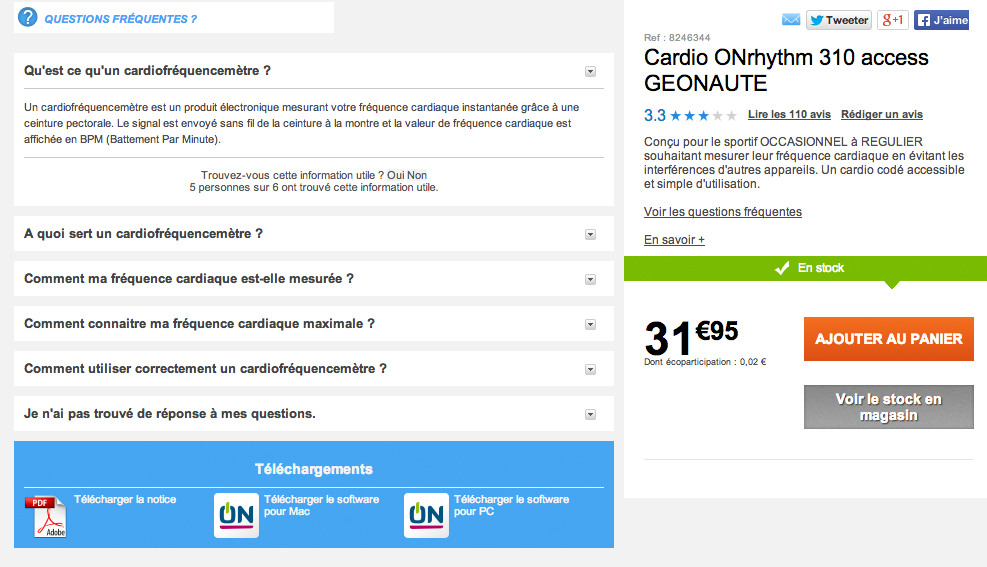 ? QUESTIONS FRÉQUENTES ?
Qu'est ce qu'un cardiofréquencemètre ?
Un cardiofréquencemètre est un produit électronique mesurant votre fréquence cardiaque instantanée grâce à une
ceinture pectorale. Le signal est envoyé sans fil de la ceinture à la montre et la valeur de fréquence cardiaque est
affichée en BPM (Battement Par Minute).
Trouvez-vous cette information utile ? Oui Non
5 personnes sur 6 ont trouvé cette information utile.
A quoi sert un cardiofréquencemètre ?
Comment ma fréquence cardiaque est-elle mesurée ?
Comment connaitre ma fréquence cardiaque maximale ?
Comment utiliser correctement un cardiofréquencemètre ?
Je n'ai pas trouvé de réponse à mes questions.
Téléchargements
PDF
Adobe
Télécharger la notice
ON
Télécharger le software
pour Mac
ON
Télécharger le software
pour PC
Tweeter
g+1
f J'aime
Ref : 8246344
Cardio ONrhythm 310 access
GEONAUTE
3.3
Lire les 110 avis
Rédiger un avis
Conçu pour le sportif OCCASIONNEL à REGULIER
souhaitant mesurer leur fréquence cardiaque en évitant les
interférences d'autres appareils. Un cardio codé accessible
et simple d'utilisation.
Voir les questions fréquentes
En savoir +
En stock
31€95
Dont écoparticipation : 0,02 €
AJOUTER AU PANIER
Voir le stock en
magasin